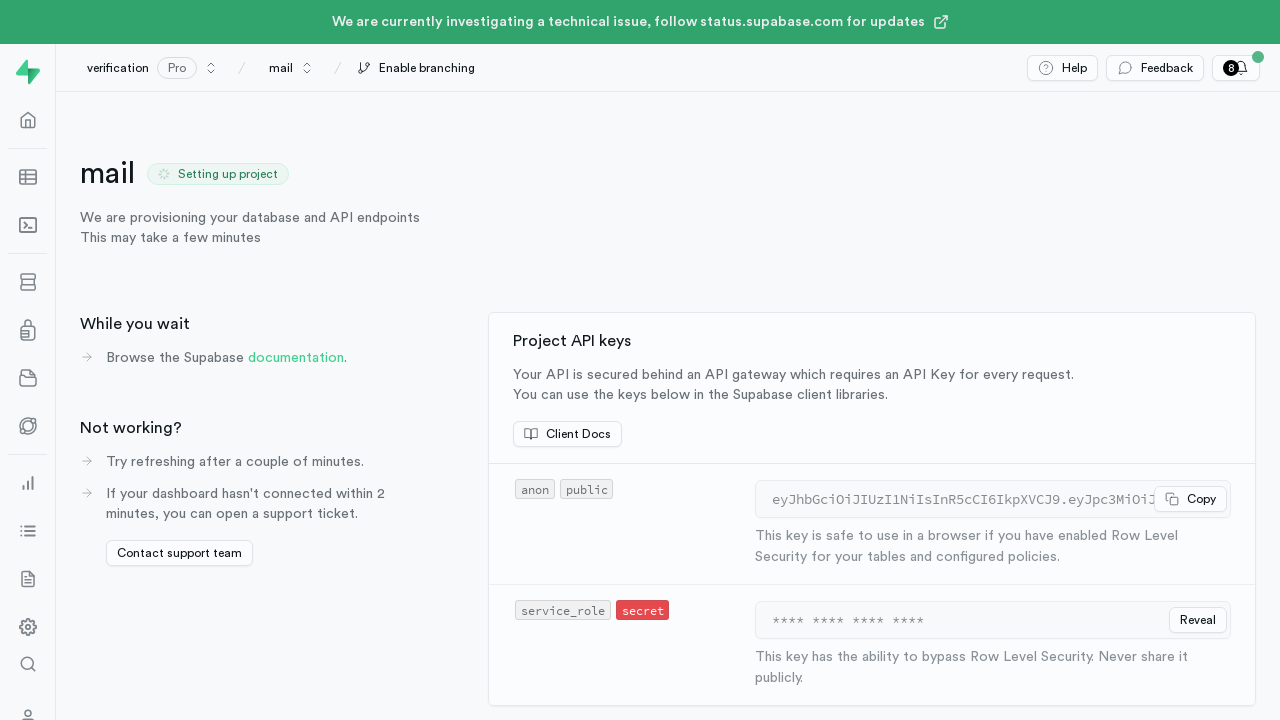 We are currently investigating a technical issue, follow status.supabase.com for updates
verification Pro / mail / Enable branching
Help Feedback 8
mail Setting up project
We are provisioning your database and API endpoints
This may take a few minutes
While you wait
Browse the Supabase documentation.
Not working?
Try refreshing after a couple of minutes.
If your dashboard hasn't connected within 2
minutes, you can open a support ticket.
Contact support team
Project API keys
Your API is secured behind an API gateway which requires an API Key for every request.
You can use the keys below in the Supabase client libraries.
Client Docs
anon public
eyJhbGciOiJIUzI1NiIsInR5cCI6IkpXVCJ9.eyJpc3MiOiJ Copy
This key is safe to use in a browser if you have enabled Row Level
Security for your tables and configured policies.
service_role secret
**** **** **** **** Reveal
This key has the ability to bypass Row Level Security. Never share it
publicly.